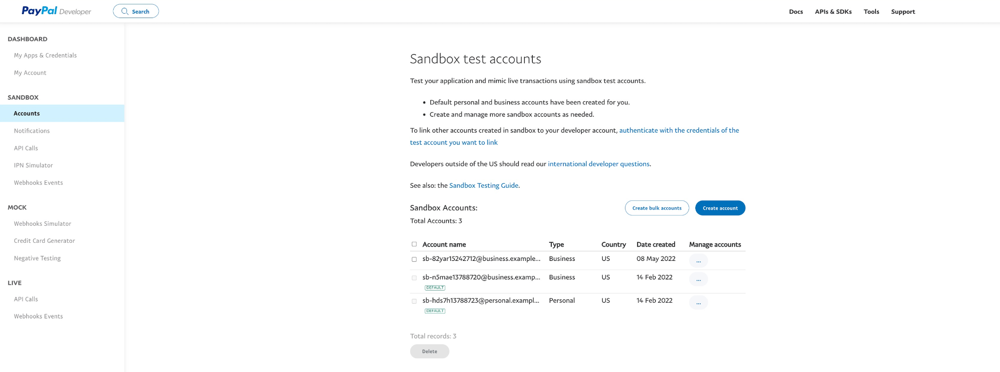 PayPal Developer
Search
Docs
APIs & SDKs
Tools
Support
DASHBOARD
My Apps & Credentials
My Account
SANDBOX
Accounts
Notifications
API Calls
IPN Simulator
Webhooks Events
MOCK
Webhooks Simulator
Credit Card Generator
Negative Testing
LIVE
API Calls
Webhooks Events
Sandbox test accounts
Test your application and mimic live transactions using sandbox test accounts.
• Default personal and business accounts have been created for you.
• Create and manage more sandbox accounts as needed.
To link other accounts created in sandbox to your developer account, authenticate with the credentials of the
test account you want to link
Developers outside of the US should read our international developer questions.
See also: the Sandbox Testing Guide.
Sandbox Accounts:
Create bulk accounts
Create account
Total Accounts: 3
Account name Type Country Date created Manage accounts
sb-82yar15242712@business.example... Business US 08 May 2022 ...
sb-n5mae13788720@business.examp... Business US 14 Feb 2022 ...
DEFAULT
sb-hds7h13788723@personal.exampl... Personal US 14 Feb 2022 ...
DEFAULT
Total records: 3
Delete